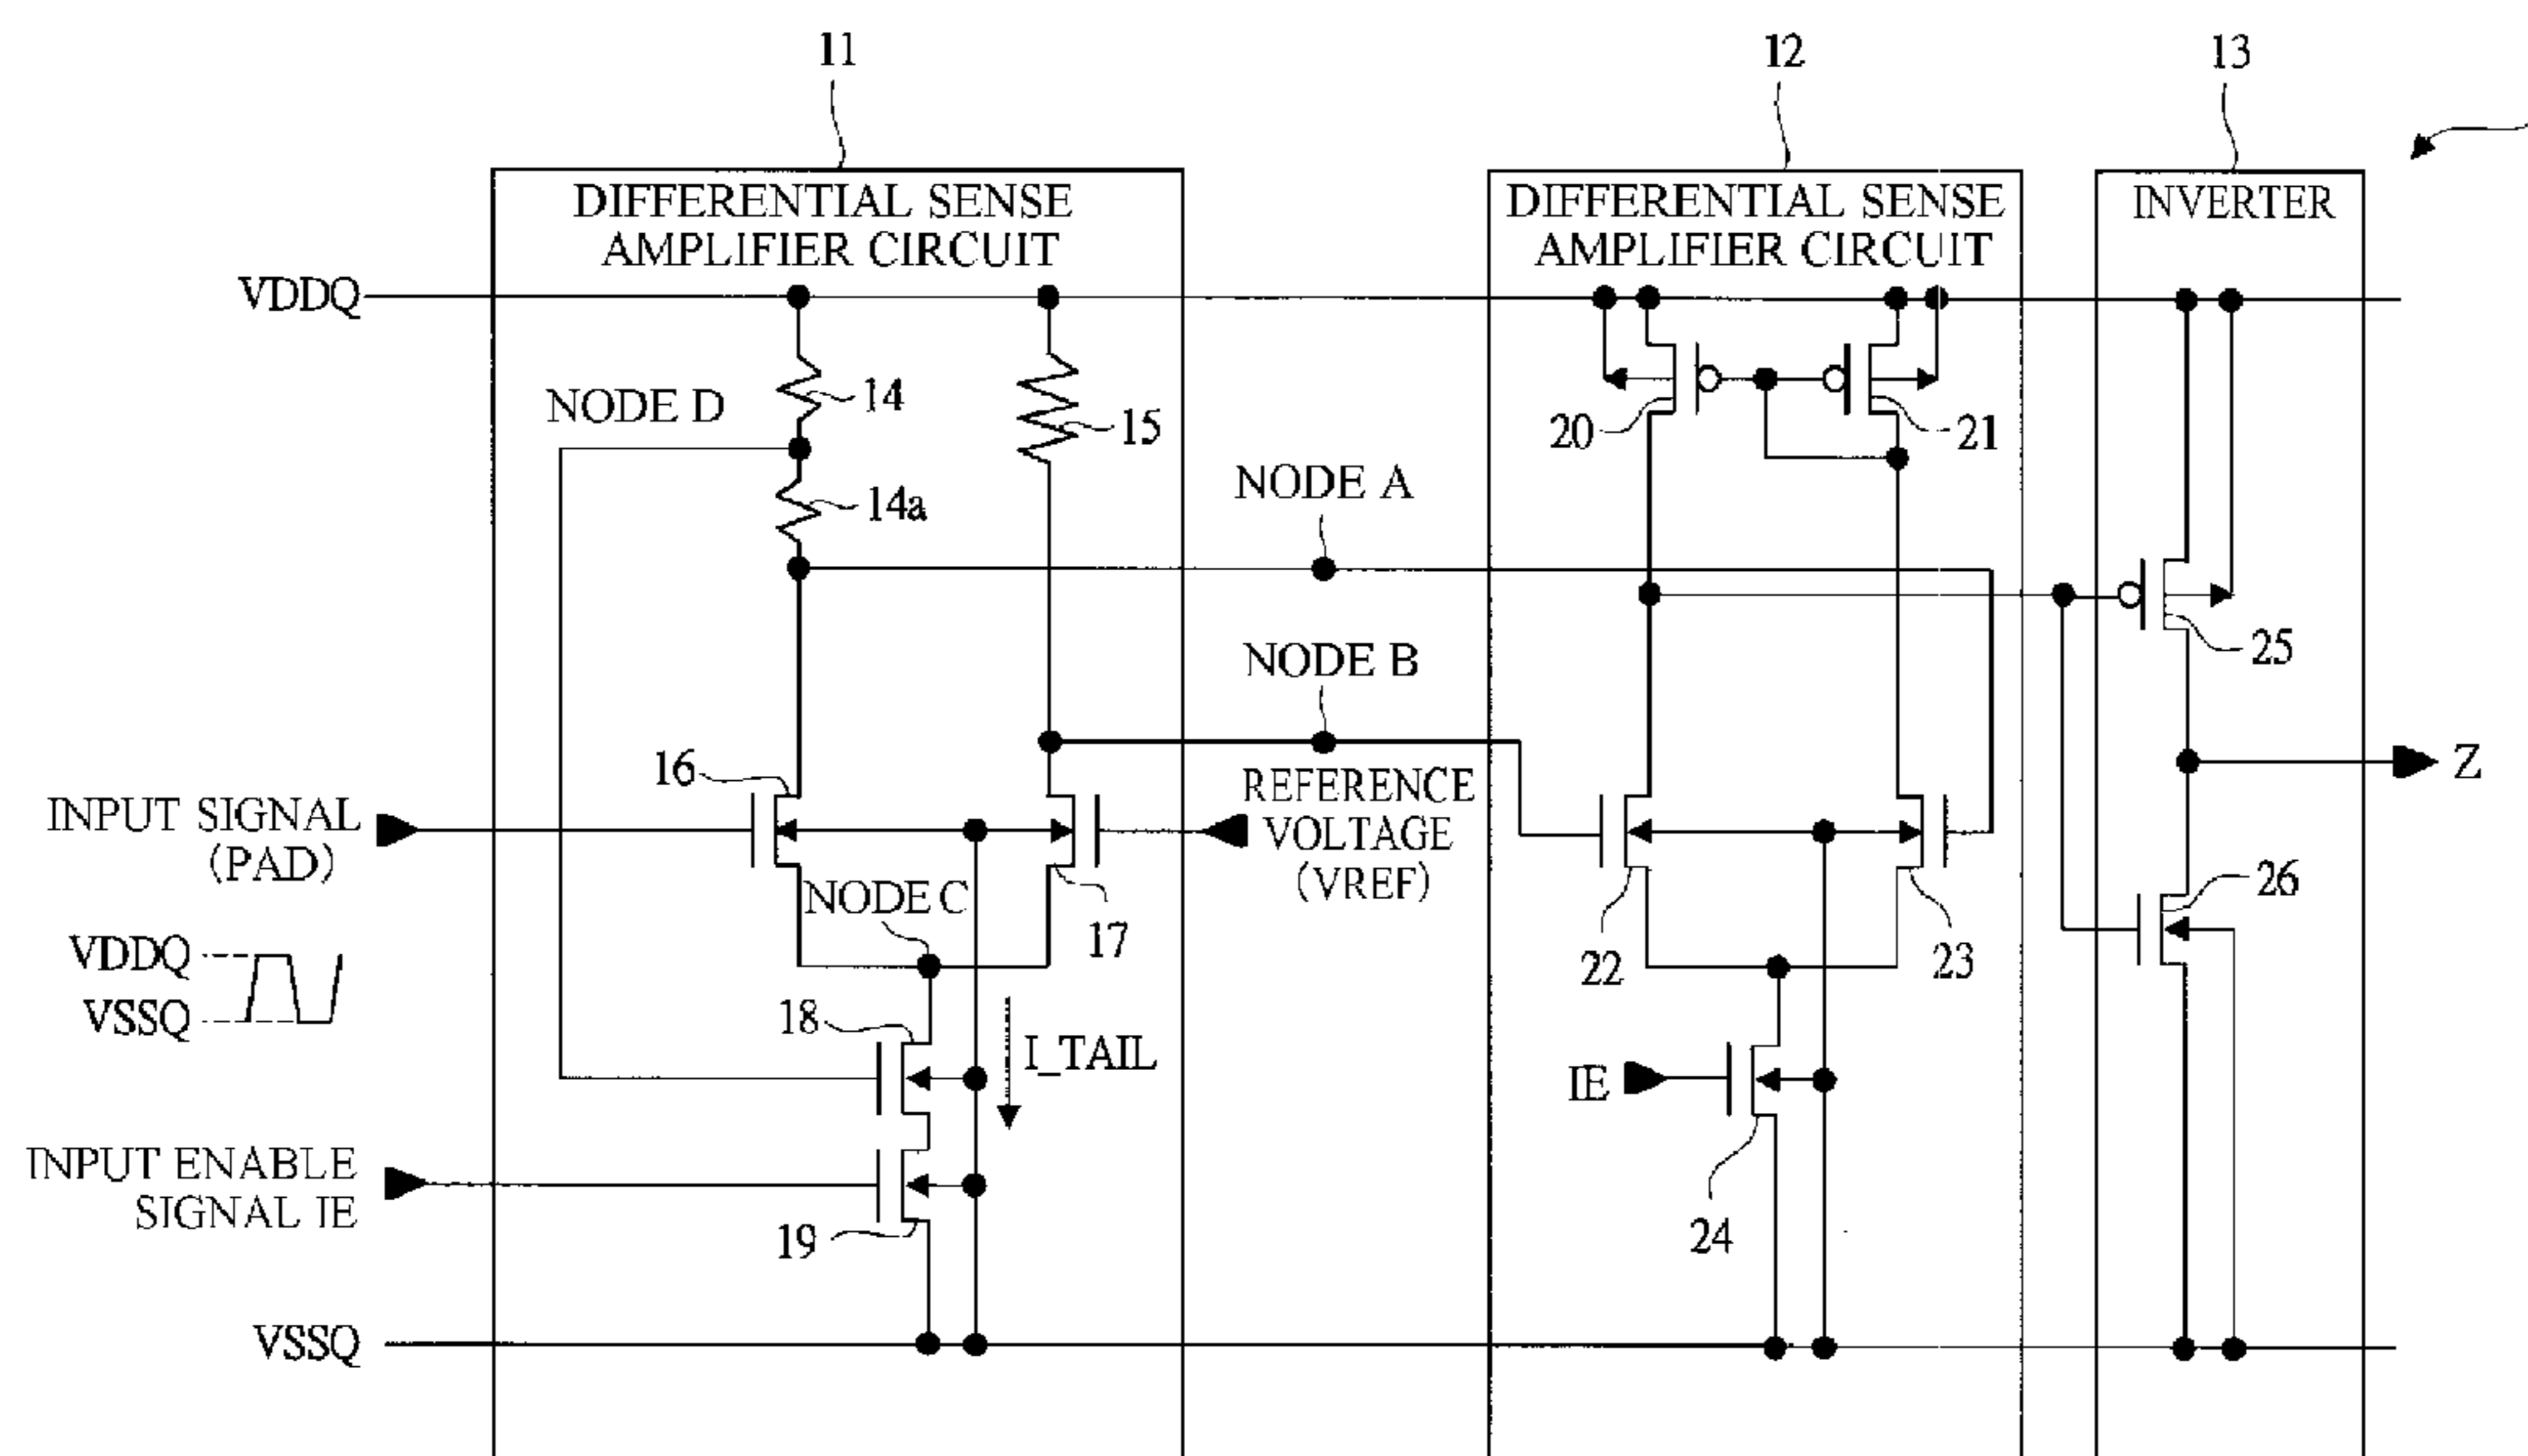 11
12
13
DIFFERENTIAL SENSE
AMPLIFIER CIRCUIT
DIFFERENTIAL SENSE
AMPLIFIER CIRCUIT
INVERTER
VDDQ
NODE D
14
15
20
21
14a
NODE A
25
NODE B
16
Z
INPUT SIGNAL
(PAD)
REFERENCE
VOLTAGE
(VREF)
NODE C
17
22
23
26
VDDQ
VSSQ
18
I_TAIL
IE
INPUT ENABLE
SIGNAL IE
19
24
VSSQ